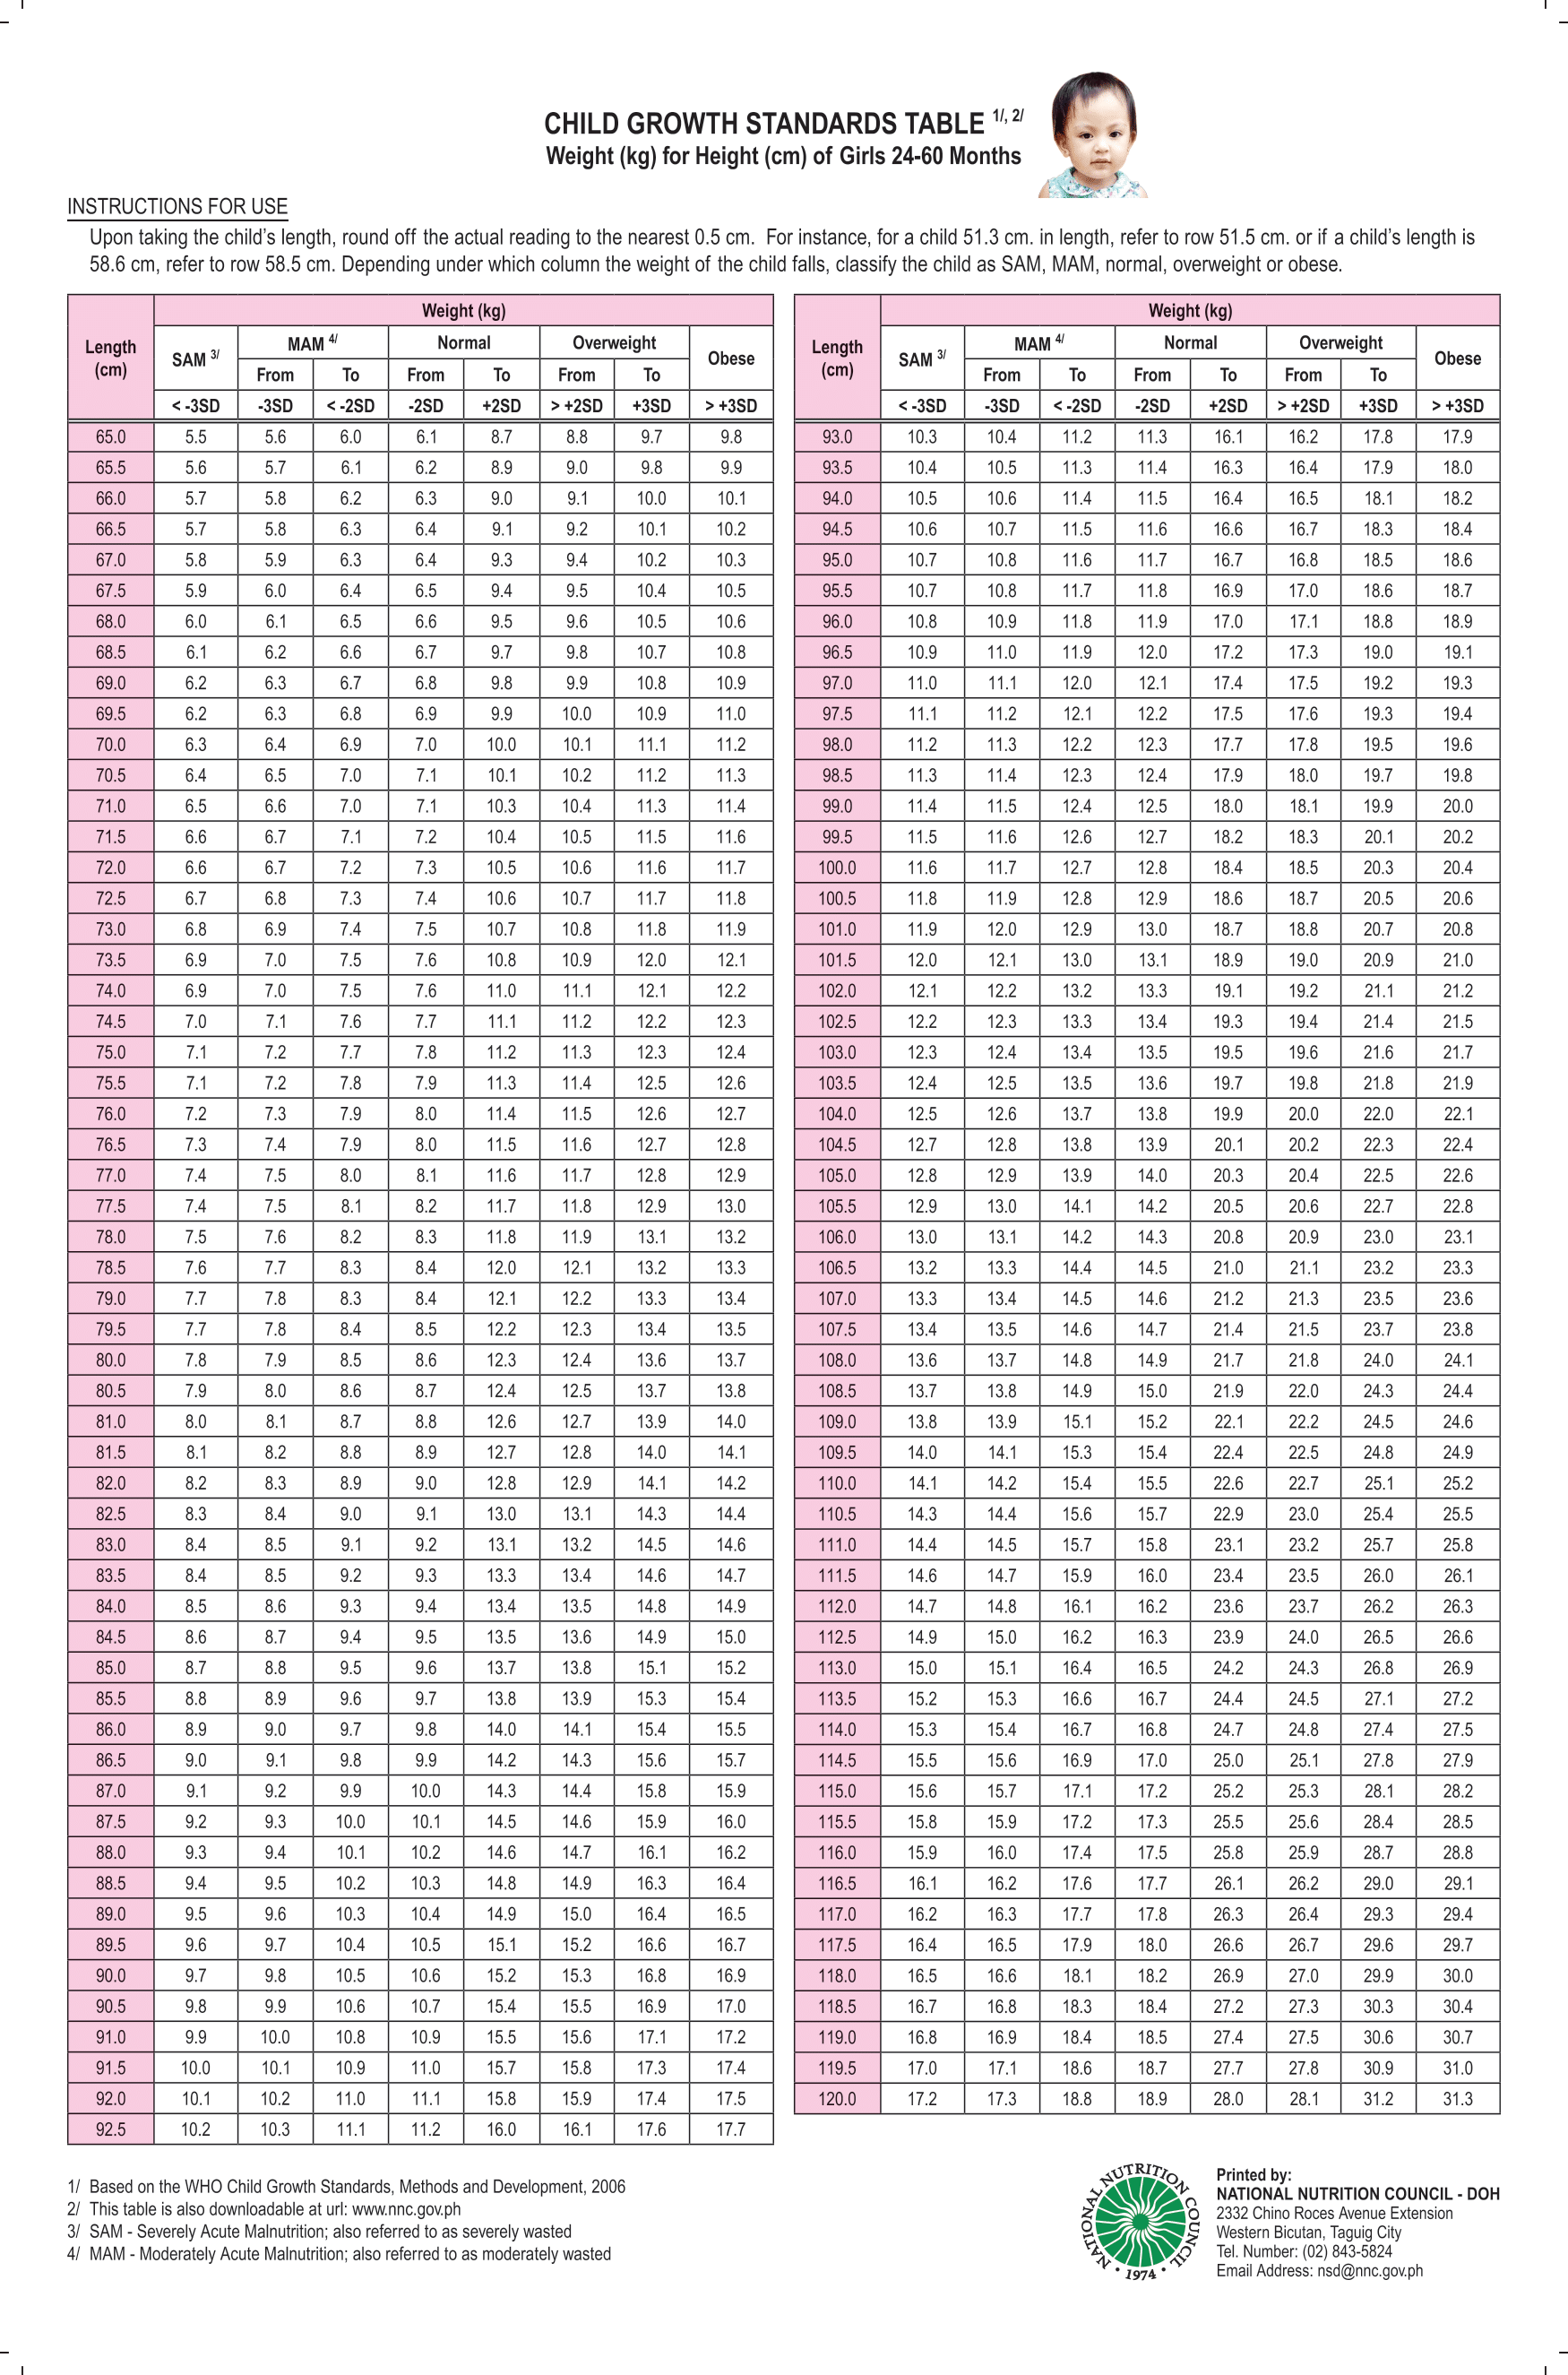 CHILD GROWTH STANDARDS TABLE 1/, 2/
Weight (kg) for Height (cm) of Girls 24-60 Months
INSTRUCTIONS FOR USE
Upon taking the child’s length, round off the actual reading to the nearest 0.5 cm. For instance, for a child 51.3 cm. in length, refer to row 51.5 cm. or if a child’s length is
58.6 cm, refer to row 58.5 cm. Depending under which column the weight of the child falls, classify the child as SAM, MAM, normal, overweight or obese.
Length (cm) Weight (kg)
SAM 3/ MAM 4/ Normal Overweight Obese
From To From To From To
< -3SD -3SD < -2SD -2SD +2SD > +2SD +3SD > +3SD
65.0 5.5 5.6 6.0 6.1 8.7 8.8 9.7 9.8
65.5 5.6 5.7 6.1 6.2 8.9 9.0 9.8 9.9
66.0 5.7 5.8 6.2 6.3 9.0 9.1 10.0 10.1
66.5 5.7 5.8 6.3 6.4 9.1 9.2 10.1 10.2
67.0 5.8 5.9 6.3 6.4 9.3 9.4 10.2 10.3
67.5 5.9 6.0 6.4 6.5 9.4 9.5 10.4 10.5
68.0 6.0 6.1 6.5 6.6 9.5 9.6 10.5 10.6
68.5 6.1 6.2 6.6 6.7 9.7 9.8 10.7 10.8
69.0 6.2 6.3 6.7 6.8 9.8 9.9 10.8 10.9
69.5 6.2 6.3 6.8 6.9 9.9 10.0 10.9 11.0
70.0 6.3 6.4 6.9 7.0 10.0 10.1 11.1 11.2
70.5 6.4 6.5 7.0 7.1 10.1 10.2 11.2 11.3
71.0 6.5 6.6 7.0 7.1 10.3 10.4 11.3 11.4
71.5 6.6 6.7 7.1 7.2 10.4 10.5 11.5 11.6
72.0 6.6 6.7 7.2 7.3 10.5 10.6 11.6 11.7
72.5 6.7 6.8 7.3 7.4 10.6 10.7 11.7 11.8
73.0 6.8 6.9 7.4 7.5 10.7 10.8 11.8 11.9
73.5 6.9 7.0 7.5 7.6 10.8 10.9 12.0 12.1
74.0 6.9 7.0 7.5 7.6 11.0 11.1 12.1 12.2
74.5 7.0 7.1 7.6 7.7 11.1 11.2 12.2 12.3
75.0 7.1 7.2 7.7 7.8 11.2 11.3 12.3 12.4
75.5 7.1 7.2 7.8 7.9 11.3 11.4 12.5 12.6
76.0 7.2 7.3 7.9 8.0 11.4 11.5 12.6 12.7
76.5 7.3 7.4 7.9 8.0 11.5 11.6 12.7 12.8
77.0 7.4 7.5 8.0 8.1 11.6 11.7 12.8 12.9
77.5 7.4 7.5 8.1 8.2 11.7 11.8 12.9 13.0
78.0 7.5 7.6 8.2 8.3 11.8 11.9 13.1 13.2
78.5 7.6 7.7 8.3 8.4 12.0 12.1 13.2 13.3
79.0 7.7 7.8 8.3 8.4 12.1 12.2 13.3 13.4
79.5 7.7 7.8 8.4 8.5 12.2 12.3 13.4 13.5
80.0 7.8 7.9 8.5 8.6 12.3 12.4 13.6 13.7
80.5 7.9 8.0 8.6 8.7 12.4 12.5 13.7 13.8
81.0 8.0 8.1 8.7 8.8 12.6 12.7 13.9 14.0
81.5 8.1 8.2 8.8 8.9 12.7 12.8 14.0 14.1
82.0 8.2 8.3 8.9 9.0 12.8 12.9 14.1 14.2
82.5 8.3 8.4 9.0 9.1 13.0 13.1 14.3 14.4
83.0 8.4 8.5 9.1 9.2 13.1 13.2 14.5 14.6
83.5 8.4 8.5 9.2 9.3 13.3 13.4 14.6 14.7
84.0 8.5 8.6 9.3 9.4 13.4 13.5 14.8 14.9
84.5 8.6 8.7 9.4 9.5 13.5 13.6 14.9 15.0
85.0 8.7 8.8 9.5 9.6 13.7 13.8 15.1 15.2
85.5 8.8 8.9 9.6 9.7 13.8 13.9 15.3 15.4
86.0 8.9 9.0 9.7 9.8 14.0 14.1 15.4 15.5
86.5 9.0 9.1 9.8 9.9 14.2 14.3 15.6 15.7
87.0 9.1 9.2 9.9 10.0 14.3 14.4 15.8 15.9
87.5 9.2 9.3 10.0 10.1 14.5 14.6 15.9 16.0
88.0 9.3 9.4 10.1 10.2 14.6 14.7 16.1 16.2
88.5 9.4 9.5 10.2 10.3 14.8 14.9 16.3 16.4
89.0 9.5 9.6 10.3 10.4 14.9 15.0 16.4 16.5
89.5 9.6 9.7 10.4 10.5 15.1 15.2 16.6 16.7
90.0 9.7 9.8 10.5 10.6 15.2 15.3 16.8 16.9
90.5 9.8 9.9 10.6 10.7 15.4 15.5 16.9 17.0
91.0 9.9 10.0 10.8 10.9 15.5 15.6 17.1 17.2
91.5 10.0 10.1 10.9 11.0 15.7 15.8 17.3 17.4
92.0 10.1 10.2 11.0 11.1 15.8 15.9 17.4 17.5
92.5 10.2 10.3 11.1 11.2 16.0 16.1 17.6 17.7
Length (cm) Weight (kg)
SAM 3/ MAM 4/ Normal Overweight Obese
From To From To From To
< -3SD -3SD < -2SD -2SD +2SD > +2SD +3SD > +3SD
93.0 10.3 10.4 11.2 11.3 16.1 16.2 17.8 17.9
93.5 10.4 10.5 11.3 11.4 16.3 16.4 17.9 18.0
94.0 10.5 10.6 11.4 11.5 16.4 16.5 18.1 18.2
94.5 10.6 10.7 11.5 11.6 16.6 16.7 18.3 18.4
95.0 10.7 10.8 11.6 11.7 16.7 16.8 18.5 18.6
95.5 10.7 10.8 11.7 11.8 16.9 17.0 18.6 18.7
96.0 10.8 10.9 11.8 11.9 17.0 17.1 18.8 18.9
96.5 10.9 11.0 11.9 12.0 17.2 17.3 19.0 19.1
97.0 11.0 11.1 12.0 12.1 17.4 17.5 19.2 19.3
97.5 11.1 11.2 12.1 12.2 17.5 17.6 19.3 19.4
98.0 11.2 11.3 12.2 12.3 17.7 17.8 19.5 19.6
98.5 11.3 11.4 12.3 12.4 17.9 18.0 19.7 19.8
99.0 11.4 11.5 12.4 12.5 18.0 18.1 19.9 20.0
99.5 11.5 11.6 12.6 12.7 18.2 18.3 20.1 20.2
100.0 11.6 11.7 12.7 12.8 18.4 18.5 20.3 20.4
100.5 11.8 11.9 12.8 12.9 18.6 18.7 20.5 20.6
101.0 11.9 12.0 12.9 13.0 18.7 18.8 20.7 20.8
101.5 12.0 12.1 13.0 13.1 18.9 19.0 20.9 21.0
102.0 12.1 12.2 13.2 13.3 19.1 19.2 21.1 21.2
102.5 12.2 12.3 13.3 13.4 19.3 19.4 21.4 21.5
103.0 12.3 12.4 13.4 13.5 19.5 19.6 21.6 21.7
103.5 12.4 12.5 13.5 13.6 19.7 19.8 21.8 21.9
104.0 12.5 12.6 13.7 13.8 19.9 20.0 22.0 22.1
104.5 12.7 12.8 13.8 13.9 20.1 20.2 22.3 22.4
105.0 12.8 12.9 13.9 14.0 20.3 20.4 22.5 22.6
105.5 12.9 13.0 14.1 14.2 20.5 20.6 22.7 22.8
106.0 13.0 13.1 14.2 14.3 20.8 20.9 23.0 23.1
106.5 13.2 13.3 14.4 14.5 21.0 21.1 23.2 23.3
107.0 13.3 13.4 14.5 14.6 21.2 21.3 23.5 23.6
107.5 13.4 13.5 14.6 14.7 21.4 21.5 23.7 23.8
108.0 13.6 13.7 14.8 14.9 21.7 21.8 24.0 24.1
108.5 13.7 13.8 14.9 15.0 21.9 22.0 24.3 24.4
109.0 13.8 13.9 15.1 15.2 22.1 22.2 24.5 24.6
109.5 14.0 14.1 15.3 15.4 22.4 22.5 24.8 24.9
110.0 14.1 14.2 15.4 15.5 22.6 22.7 25.1 25.2
110.5 14.3 14.4 15.6 15.7 22.9 23.0 25.4 25.5
111.0 14.4 14.5 15.7 15.8 23.1 23.2 25.7 25.8
111.5 14.6 14.7 15.9 16.0 23.4 23.5 26.0 26.1
112.0 14.7 14.8 16.1 16.2 23.6 23.7 26.2 26.3
112.5 14.9 15.0 16.2 16.3 23.9 24.0 26.5 26.6
113.0 15.0 15.1 16.4 16.5 24.2 24.3 26.8 26.9
113.5 15.2 15.3 16.6 16.7 24.4 24.5 27.1 27.2
114.0 15.3 15.4 16.7 16.8 24.7 24.8 27.4 27.5
114.5 15.5 15.6 16.9 17.0 25.0 25.1 27.8 27.9
115.0 15.6 15.7 17.1 17.2 25.2 25.3 28.1 28.2
115.5 15.8 15.9 17.2 17.3 25.5 25.6 28.4 28.5
116.0 15.9 16.0 17.4 17.5 25.8 25.9 28.7 28.8
116.5 16.1 16.2 17.6 17.7 26.1 26.2 29.0 29.1
117.0 16.2 16.3 17.7 17.8 26.3 26.4 29.3 29.4
117.5 16.4 16.5 17.9 18.0 26.6 26.7 29.6 29.7
118.0 16.5 16.6 18.1 18.2 26.9 27.0 29.9 30.0
118.5 16.7 16.8 18.3 18.4 27.2 27.3 30.3 30.4
119.0 16.8 16.9 18.4 18.5 27.4 27.5 30.6 30.7
119.5 17.0 17.1 18.6 18.7 27.7 27.8 30.9 31.0
120.0 17.2 17.3 18.8 18.9 28.0 28.1 31.2 31.3
1/ Based on the WHO Child Growth Standards, Methods and Development, 2006
2/ This table is also downloadable at url: www.nnc.gov.ph
3/ SAM - Severely Acute Malnutrition; also referred to as severely wasted
4/ MAM - Moderately Acute Malnutrition; also referred to as moderately wasted
NATIONAL NUTRITION COUNCIL
• 1974 •
Printed by:
NATIONAL NUTRITION COUNCIL - DOH
2332 Chino Roces Avenue Extension
Western Bicutan, Taguig City
Tel. Number: (02) 843-5824
Email Address: nsd@nnc.gov.ph